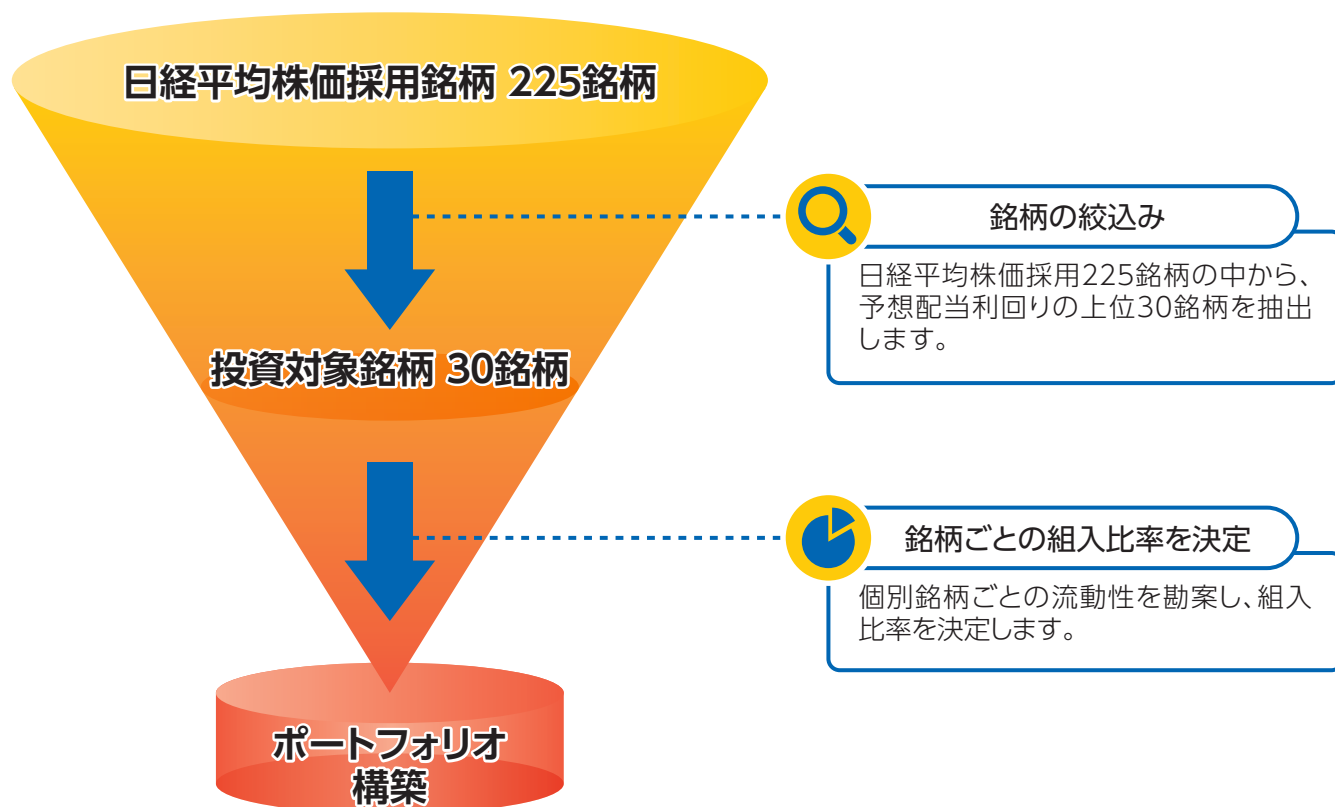 日経平均株価採用銘柄 225銘柄
銘柄の絞込み
日経平均株価採用225銘柄の中から、
予想配当利回りの上位30銘柄を抽出
します。
投資対象銘柄 30銘柄
銘柄ごとの組入比率を決定
個別銘柄ごとの流動性を勘案し、組入
比率を決定します。
ポートフォリオ
構築